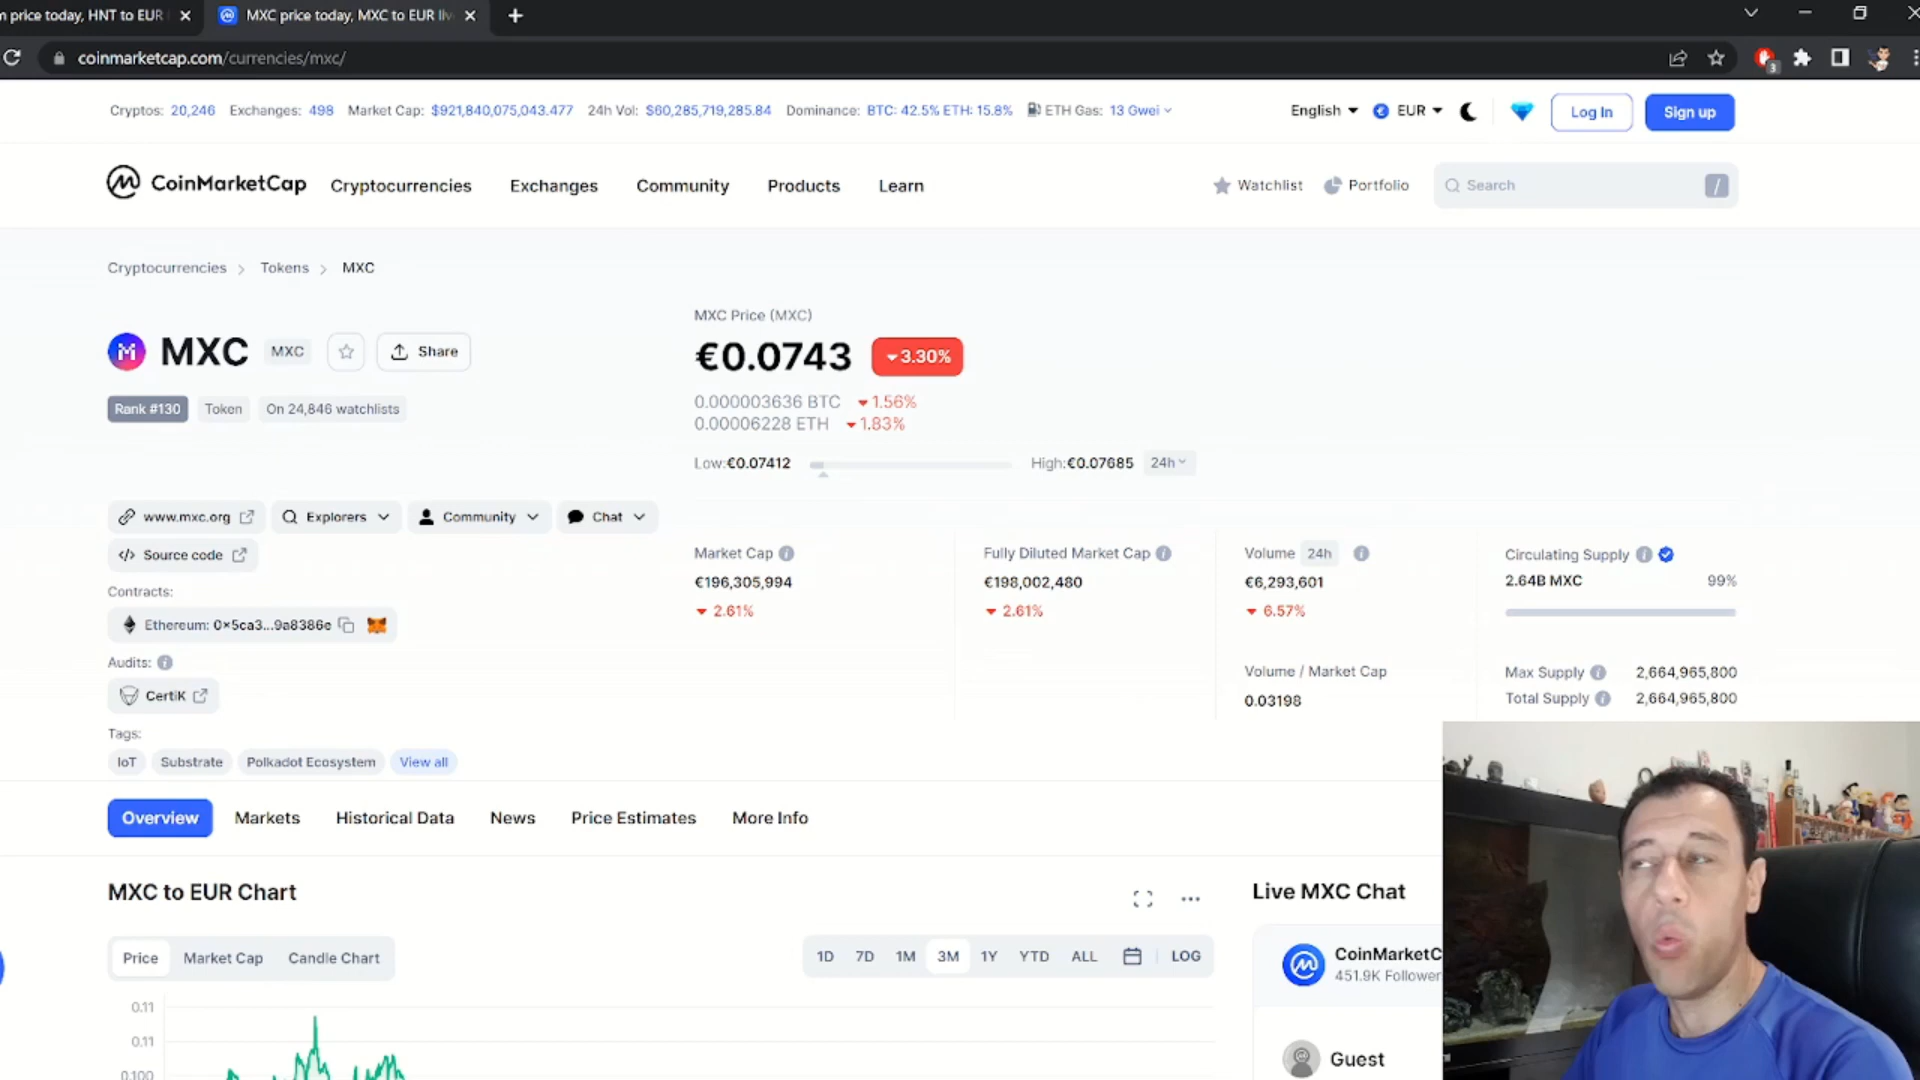 n price today, HNT to EUR
MXC price today, MXC to EUR liv
coinmarketcap.com/currencies/mxc/
3
Cryptos: 20,246 Exchanges: 498 Market Cap: $921,840,075,043.477 24h Vol: $60,285,719,285.84 Dominance: BTC: 42.5% ETH: 15.8% ETH Gas: 13 Gwei
English EUR Log In Sign up
CoinMarketCap Cryptocurrencies Exchanges Community Products Learn
Watchlist Portfolio Search /
Cryptocurrencies > Tokens > MXC
MXC MXC Share
Rank #130 Token On 24,846 watchlists
MXC Price (MXC)
€0.0743 3.30%
0.000003636 BTC 1.56%
0.00006228 ETH 1.83%
Low:€0.07412 High:€0.07685 24h
www.mxc.org Explorers Community Chat
</> Source code
Contracts:
Ethereum: 0x5ca3...9a8386e
Audits:
CertiK
Tags:
IoT Substrate Polkadot Ecosystem View all
Market Cap
€196,305,994
2.61%
Fully Diluted Market Cap
€198,002,480
2.61%
Volume 24h
€6,293,601
6.57%
Volume / Market Cap
0.03198
Circulating Supply
2.64B MXC 99%
Max Supply 2,664,965,800
Total Supply 2,664,965,800
Overview Markets Historical Data News Price Estimates More Info
MXC to EUR Chart
Price Market Cap Candle Chart
1D 7D 1M 3M 1Y YTD ALL LOG
0.11
0.11
0.100
Live MXC Chat
CoinMarketC
451.9K Follower
Guest